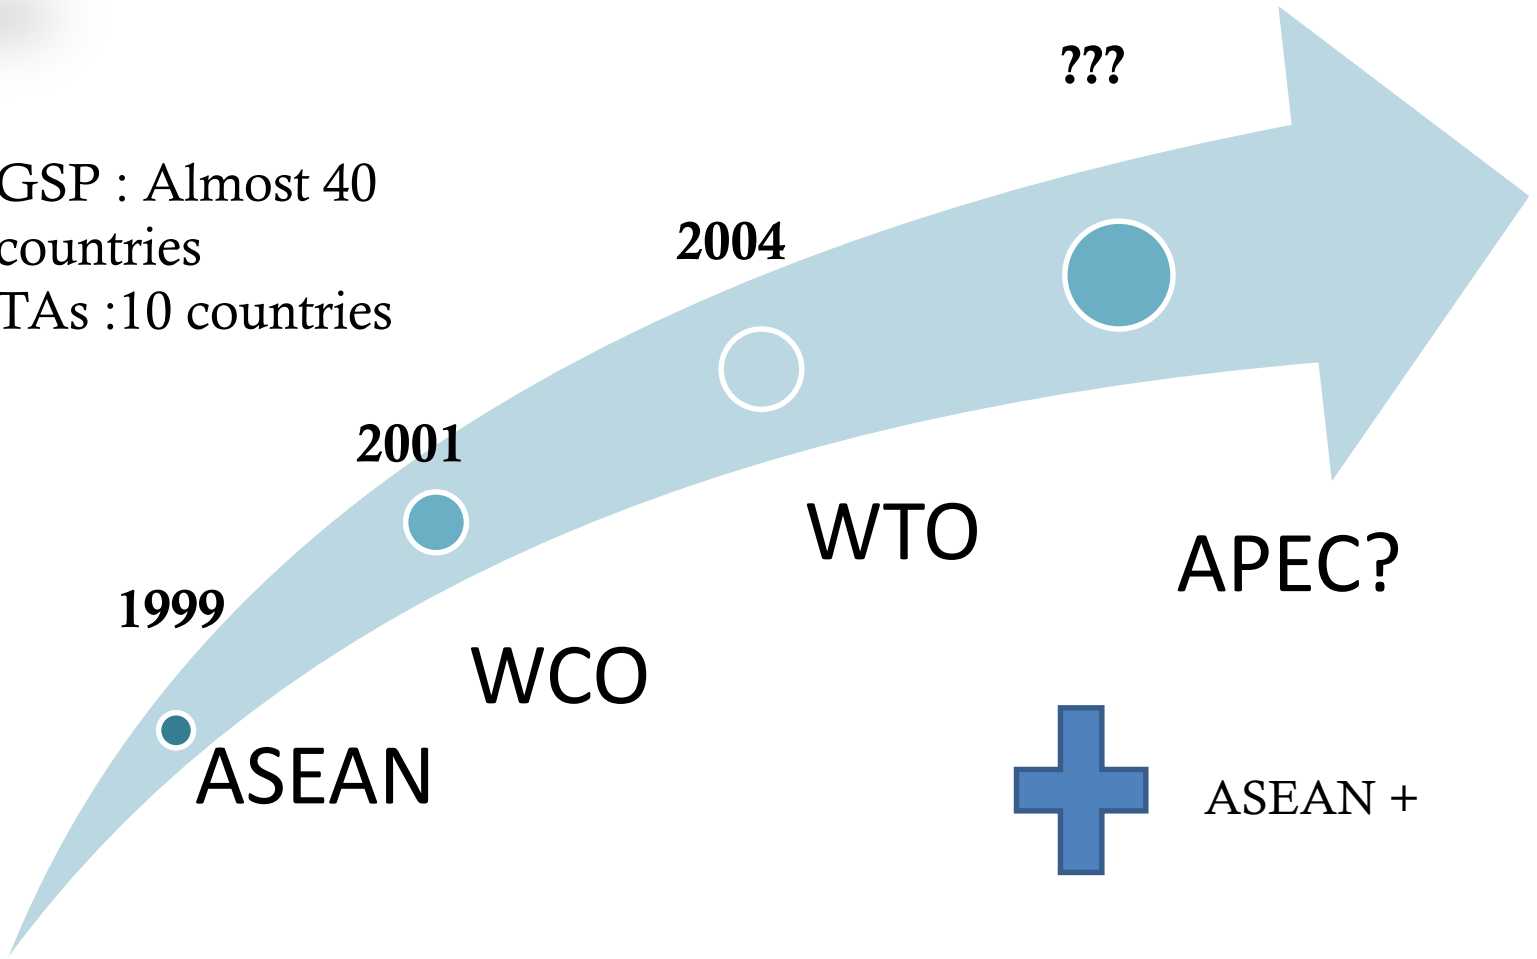 ???
GSP : Almost 40
countries
TAs :10 countries
2004
2001
WTO
APEC?
1999
WCO
ASEAN
ASEAN +